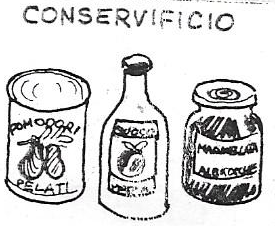 CONSERVIFICIO
POMODORI
PELATI
SUCCO
MARMELLATA
ALBICOCCHE